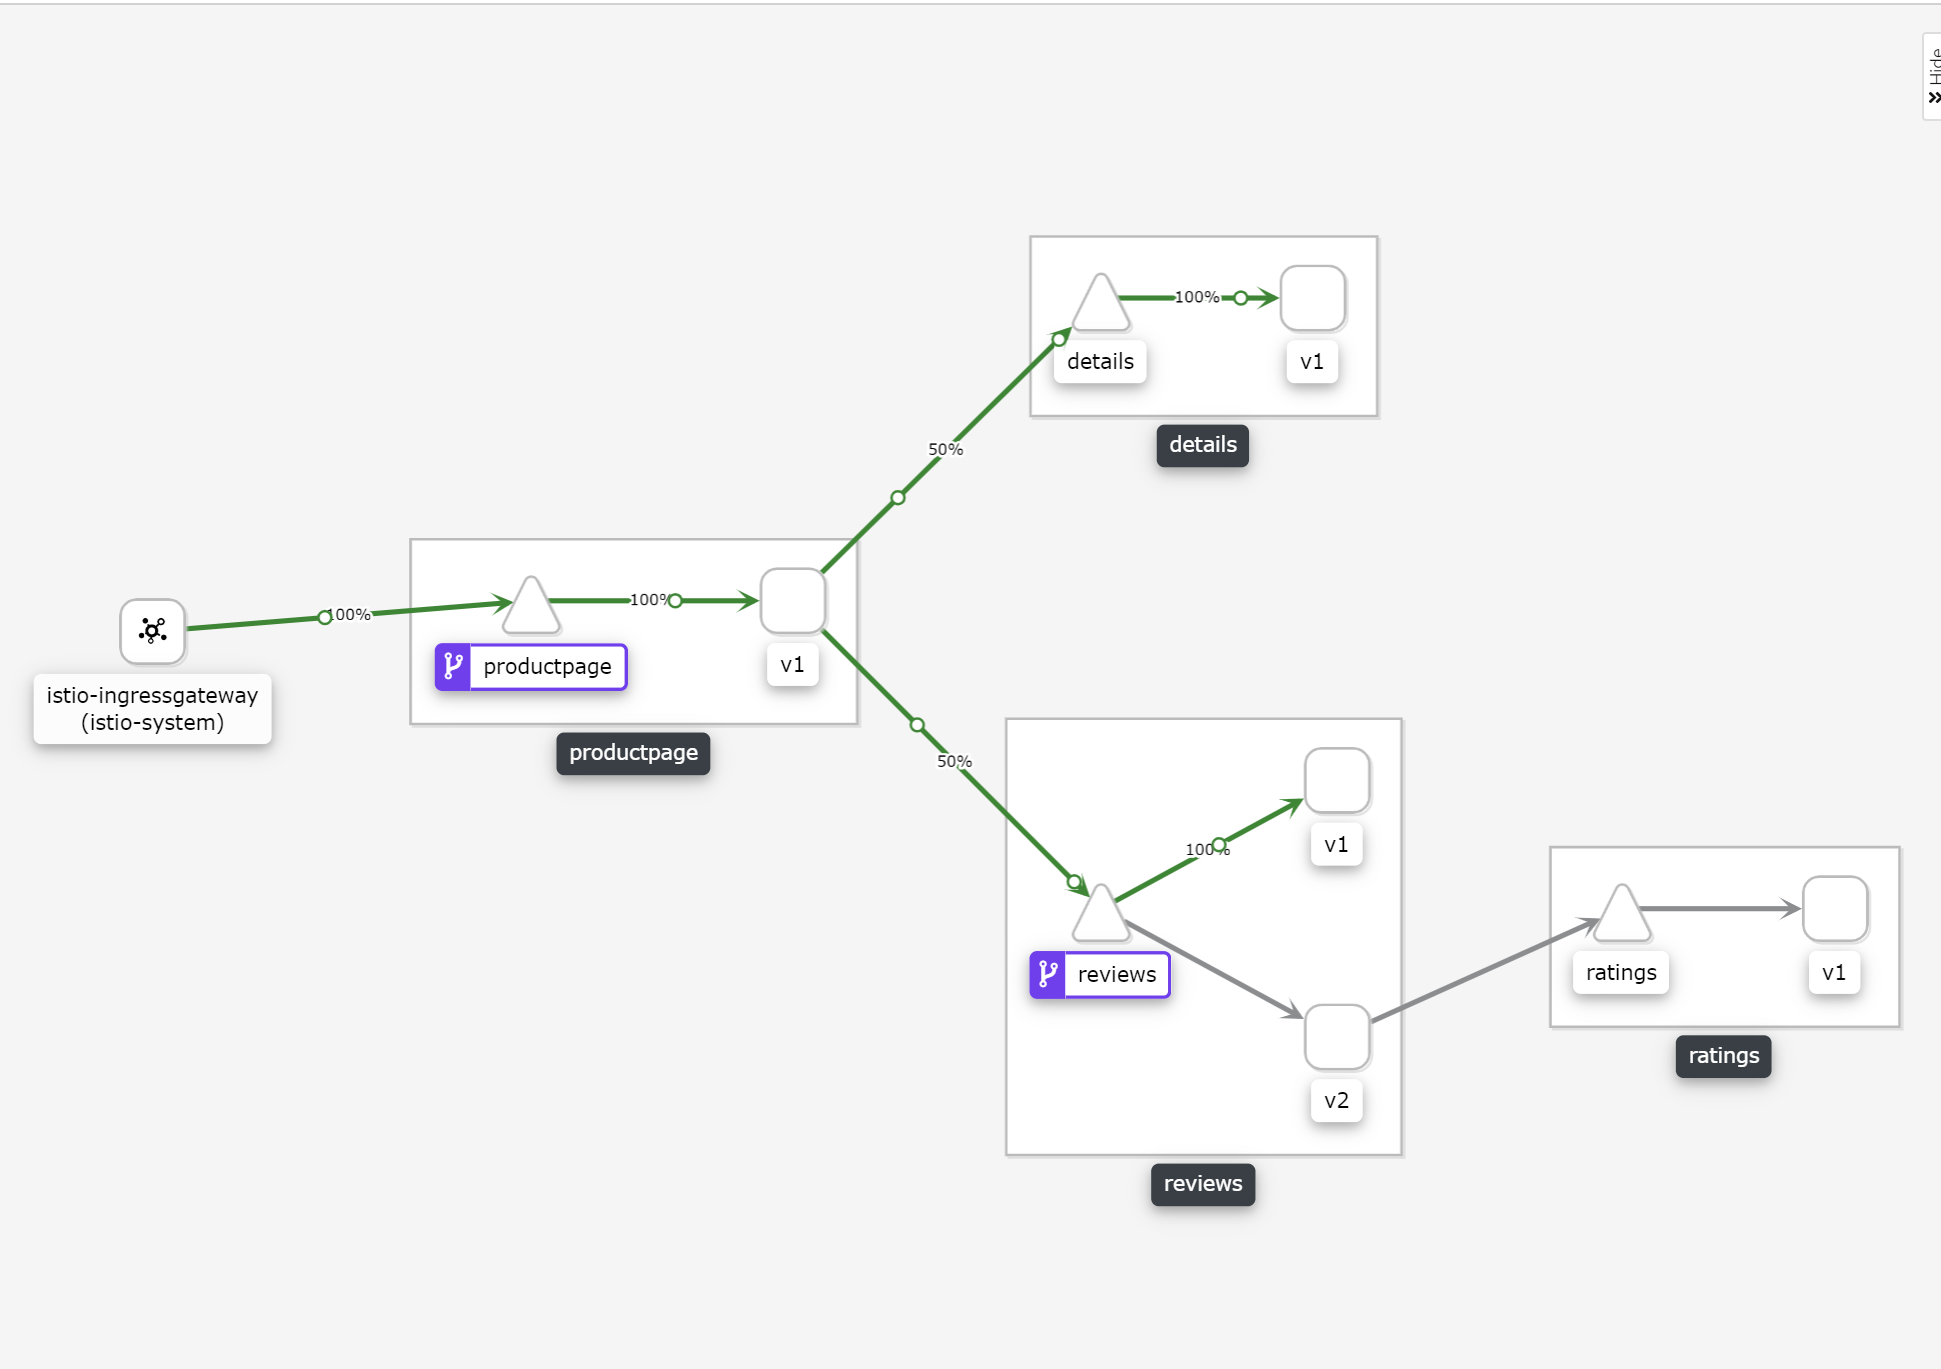 Hide
100%
details
v1
50%
details
100%
100%
productpage
v1
istio-ingressgateway
(istio-system)
productpage
50%
100%
v1
reviews
ratings
v1
ratings
v2
reviews